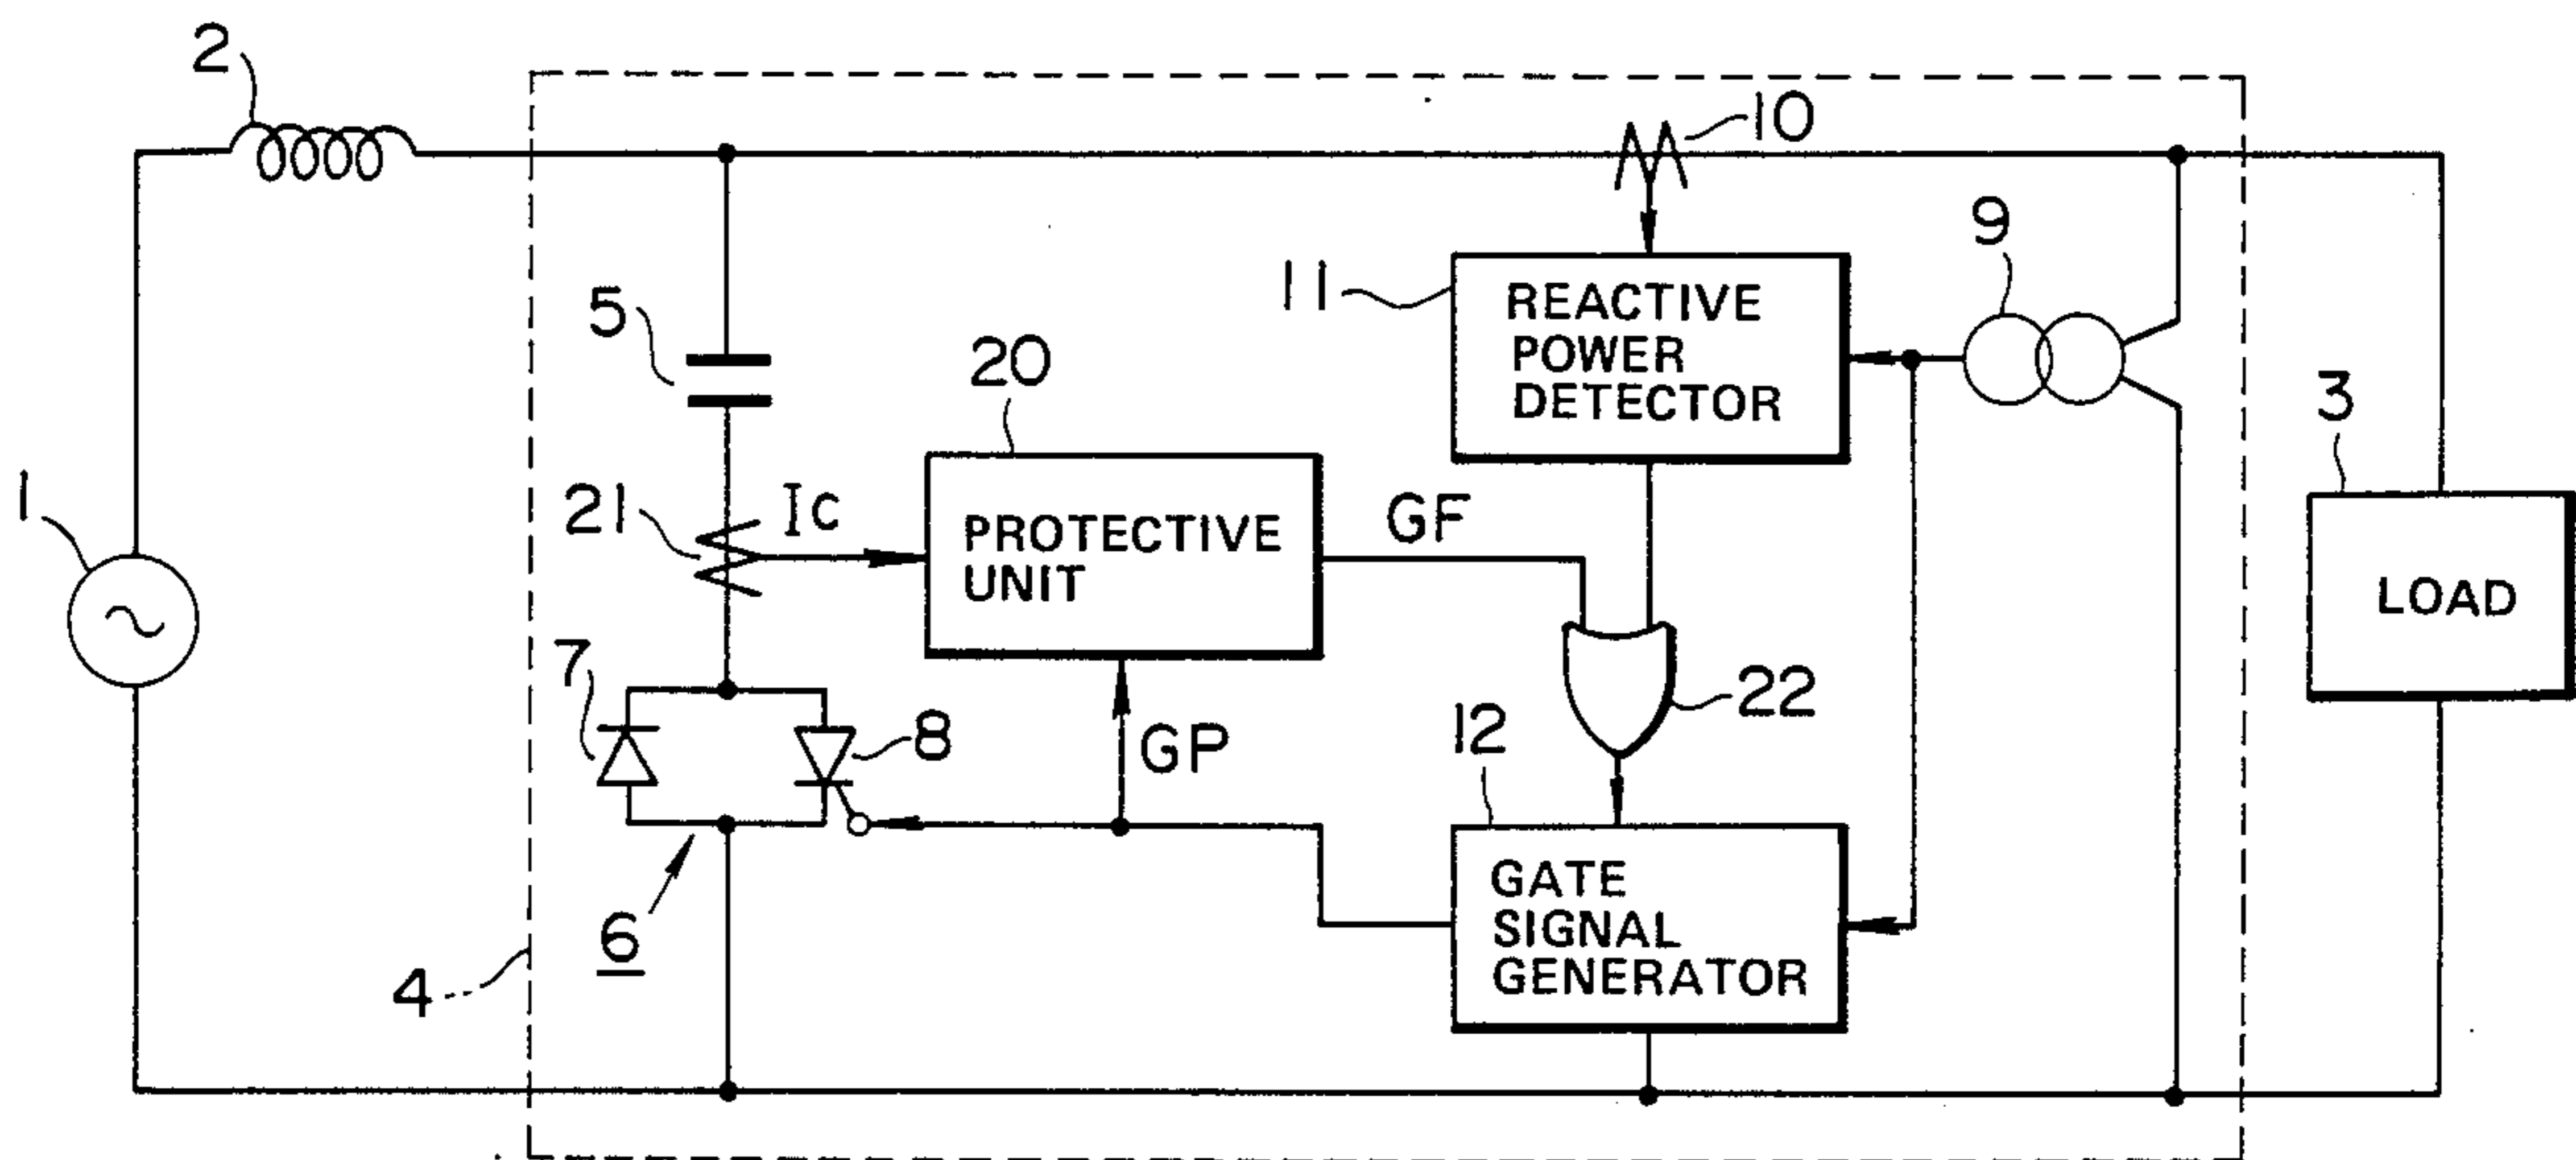 2
10
9
11
REACTIVE
POWER
DETECTOR
5
20
3
1
21
Ic
PROTECTIVE
UNIT
GF
LOAD
7
8
GP
22
12
6
GATE
SIGNAL
GENERATOR
4